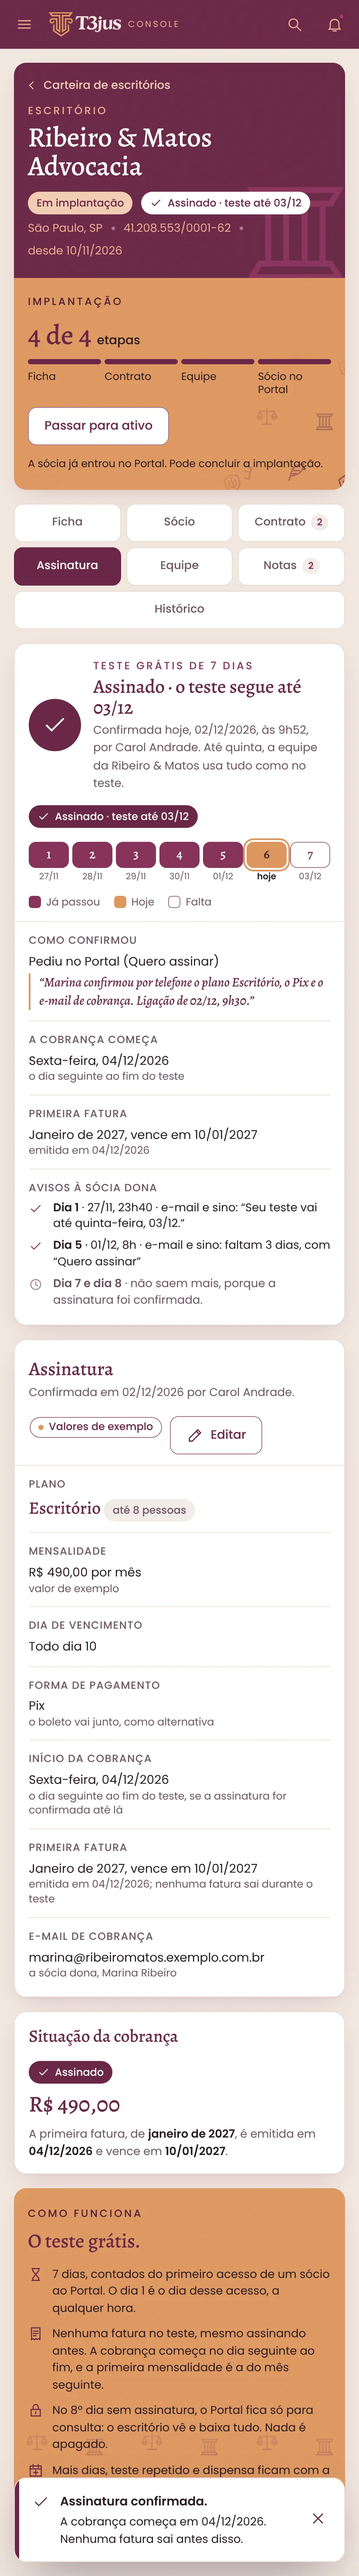 T3jus CONSOLE
Carteira de escritórios
ESCRITÓRIO
Ribeiro & Matos
Advocacia
Em implantação
Assinado · teste até 03/12
São Paulo, SP • 41.208.553/0001-62 •
desde 10/11/2026
IMPLANTAÇÃO
4 de 4 etapas
Ficha
Contrato
Equipe
Sócio no
Portal
Passar para ativo
A sócia já entrou no Portal. Pode concluir a implantação.
Ficha
Sócio
Contrato 2
Assinatura
Equipe
Notas 2
Histórico
TESTE GRÁTIS DE 7 DIAS
Assinado · o teste segue até
03/12
Confirmada hoje, 02/12/2026, às 9h52,
por Carol Andrade. Até quinta, a equipe
da Ribeiro & Matos usa tudo como no
teste.
Assinado · teste até 03/12
1 2 3 4 5 6 7
27/11 28/11 29/11 30/11 01/12 hoje 03/12
Já passou
Hoje
Falta
COMO CONFIRMOU
Pediu no Portal (Quero assinar)
“Marina confirmou por telefone o plano Escritório, o Pix e o
e-mail de cobrança. Ligação de 02/12, 9h30.”
A COBRANÇA COMEÇA
Sexta-feira, 04/12/2026
o dia seguinte ao fim do teste
PRIMEIRA FATURA
Janeiro de 2027, vence em 10/01/2027
emitida em 04/12/2026
AVISOS À SÓCIA DONA
Dia 1 · 27/11, 23h40 · e-mail e sino: “Seu teste vai
até quinta-feira, 03/12.”
Dia 5 · 01/12, 8h · e-mail e sino: faltam 3 dias, com
“Quero assinar”
Dia 7 e dia 8 · não saem mais, porque a
assinatura foi confirmada.
Assinatura
Confirmada em 02/12/2026 por Carol Andrade.
Valores de exemplo
Editar
PLANO
Escritório até 8 pessoas
MENSALIDADE
R$ 490,00 por mês
valor de exemplo
DIA DE VENCIMENTO
Todo dia 10
FORMA DE PAGAMENTO
Pix
o boleto vai junto, como alternativa
INÍCIO DA COBRANÇA
Sexta-feira, 04/12/2026
o dia seguinte ao fim do teste, se a assinatura for
confirmada até lá
PRIMEIRA FATURA
Janeiro de 2027, vence em 10/01/2027
emitida em 04/12/2026; nenhuma fatura sai durante o
teste
E-MAIL DE COBRANÇA
marina@ribeiromatos.exemplo.com.br
a sócia dona, Marina Ribeiro
Situação da cobrança
Assinado
R$ 490,00
A primeira fatura, de janeiro de 2027, é emitida em
04/12/2026 e vence em 10/01/2027.
COMO FUNCIONA
O teste grátis.
7 dias, contados do primeiro acesso de um sócio
ao Portal. O dia 1 é o dia desse acesso, a
qualquer hora.
Nenhuma fatura no teste, mesmo assinando
antes. A cobrança começa no dia seguinte ao
fim, e a primeira mensalidade é a do mês
seguinte.
No 8º dia sem assinatura, o Portal fica só para
consulta: o escritório vê e baixa tudo. Nada é
apagado.
Mais dias, teste repetido e dispensa ficam com a
Assinatura confirmada.
A cobrança começa em 04/12/2026.
Nenhuma fatura sai antes disso.